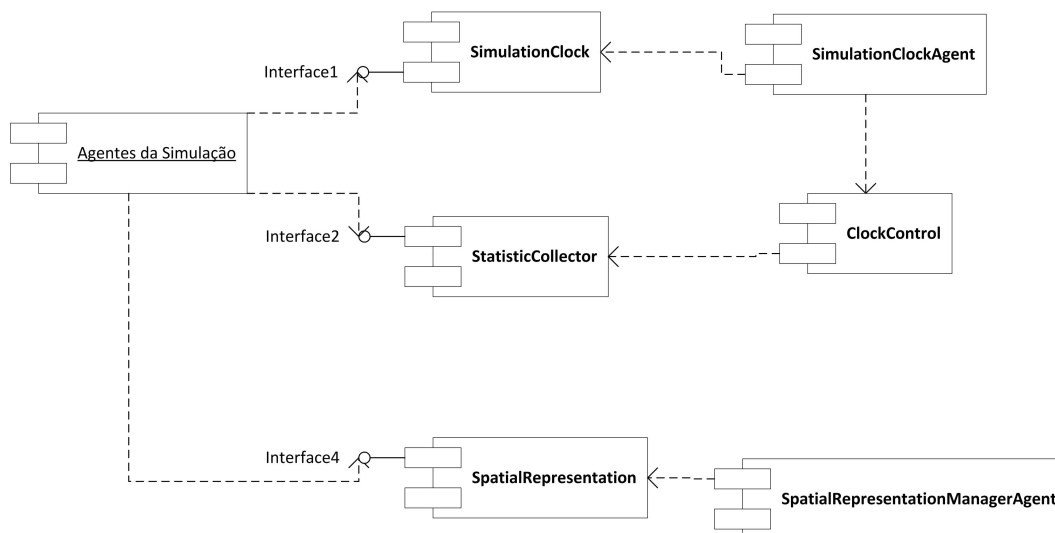 SimulationClock
SimulationClockAgent
Interface1
Agentes da Simulação
Interface2
StatisticCollector
ClockControl
Interface4
SpatialRepresentation
SpatialRepresentationManagerAgent